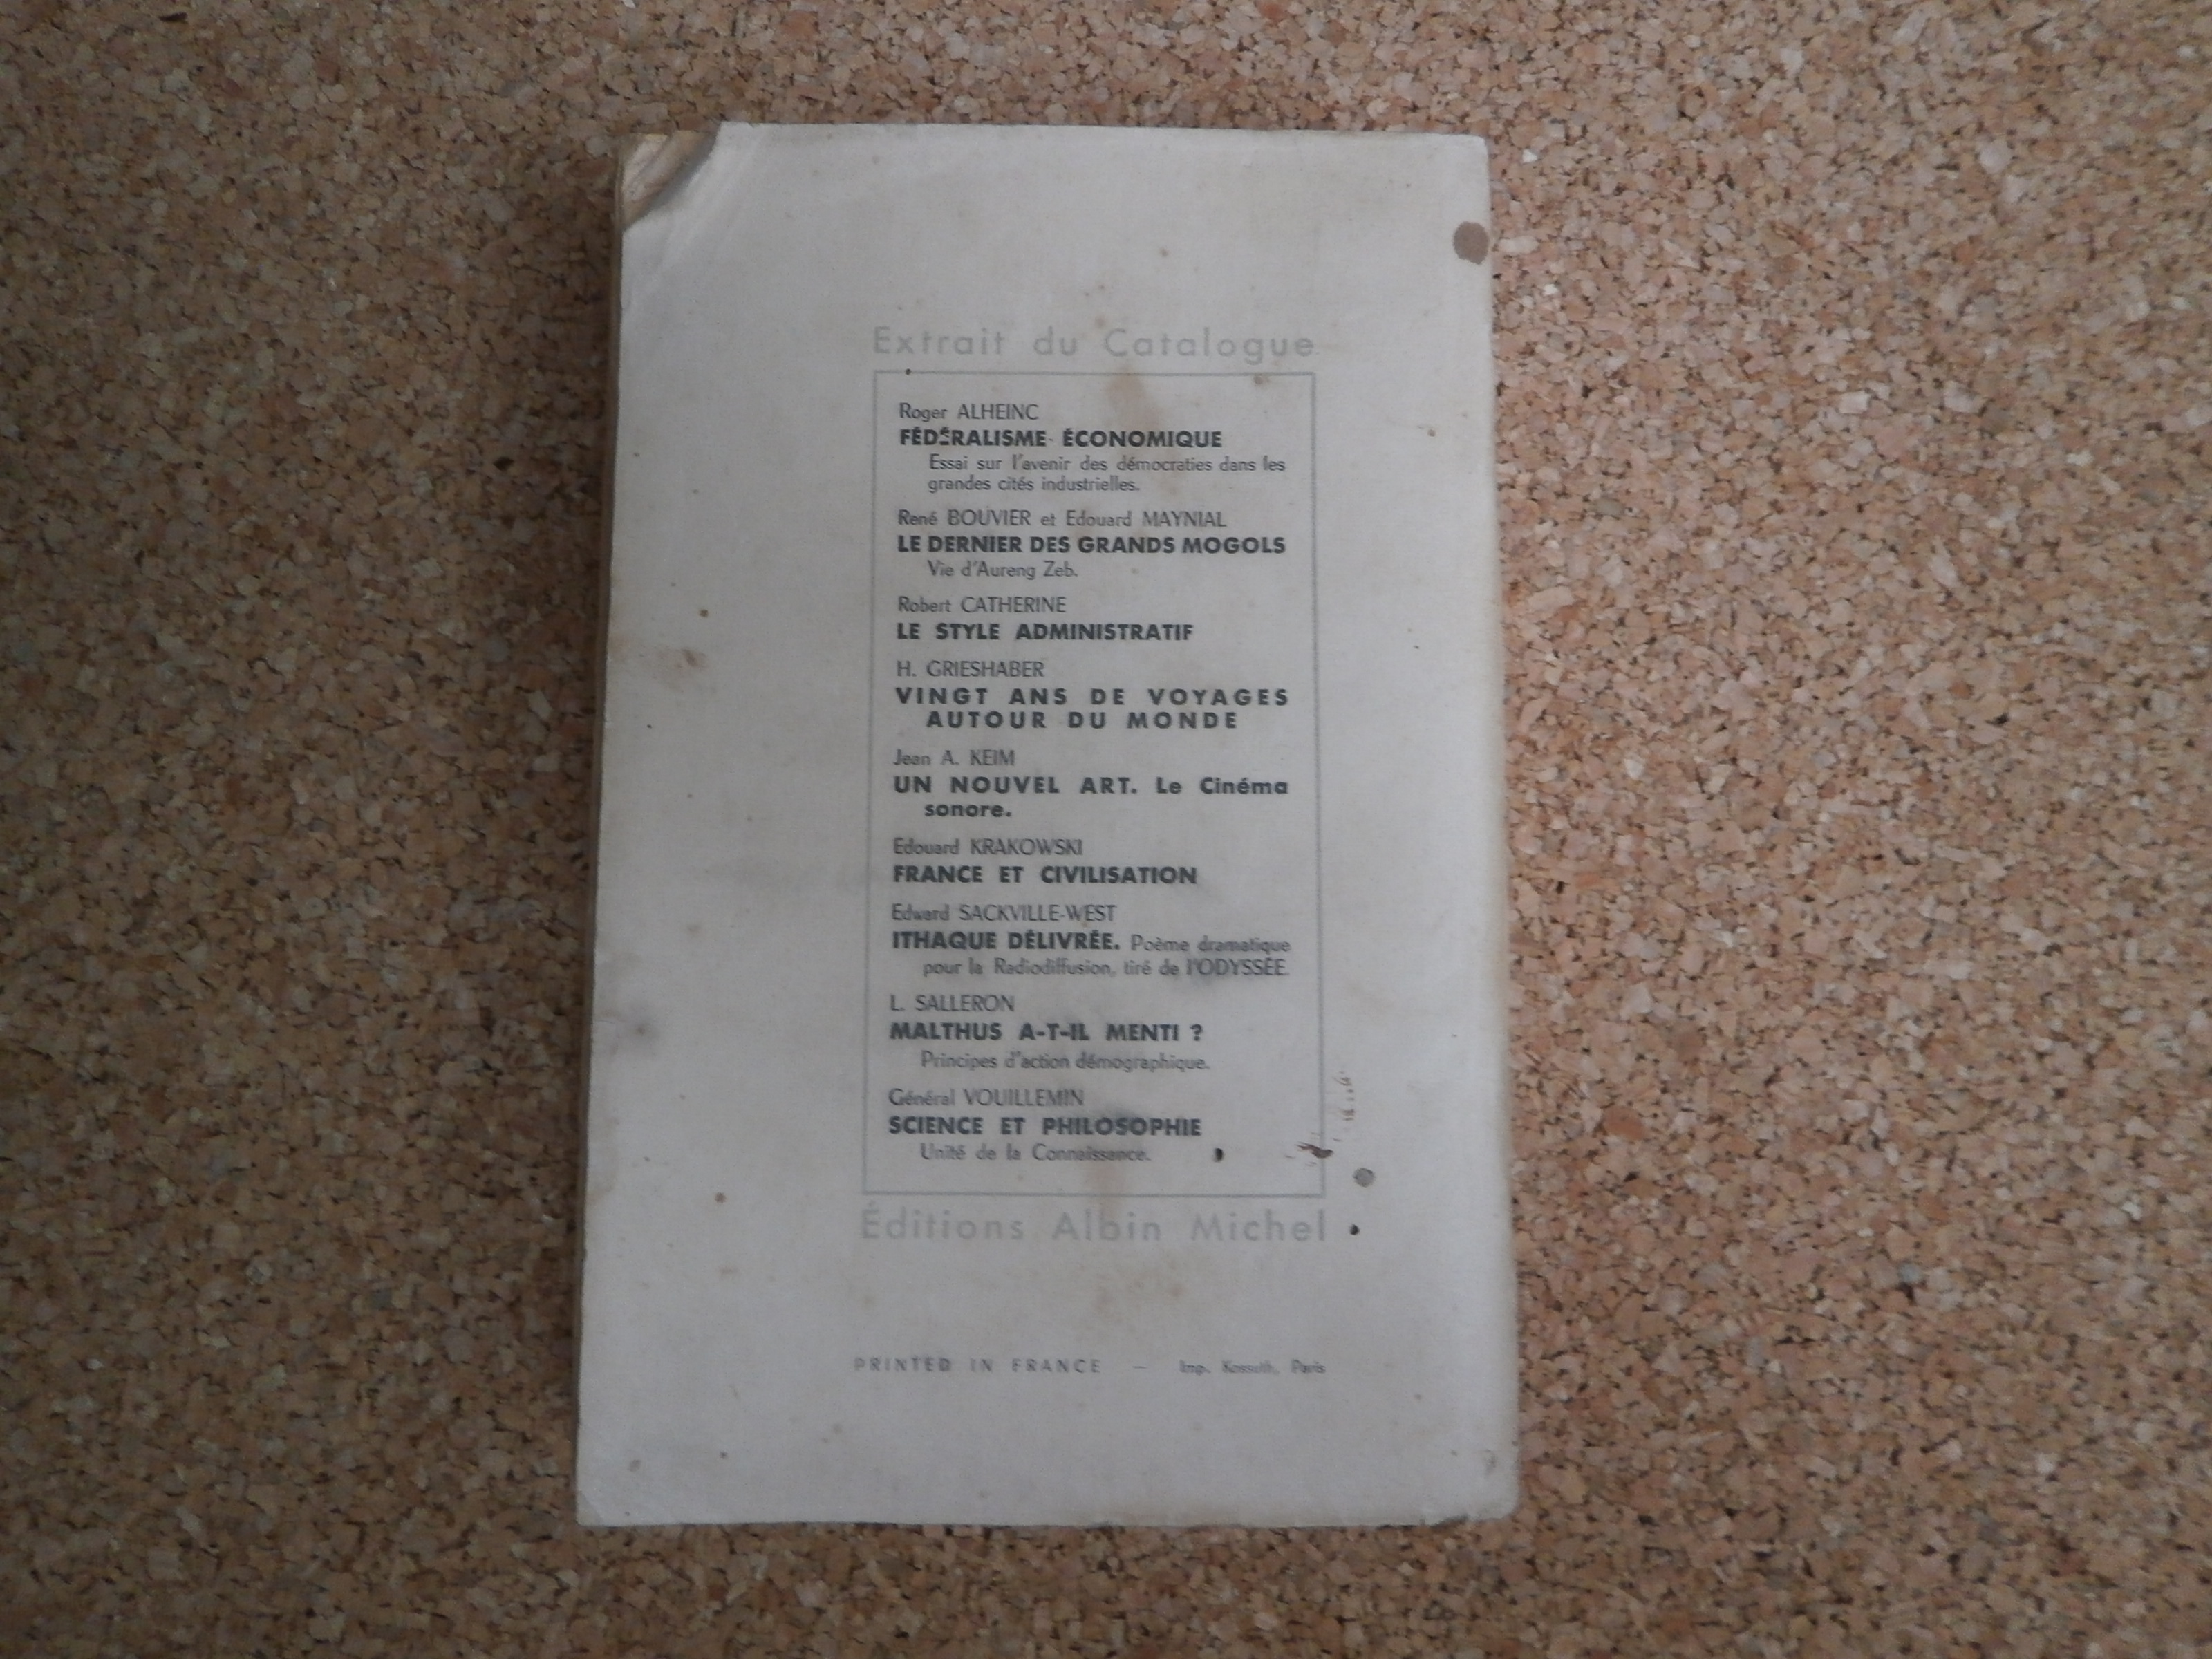 Extrait du Catalogue
Roger ALHEINC
FÉDÉRALISME ÉCONOMIQUE
Essai sur l'avenir des démocraties dans les
grandes cités industrielles.
René BOUVIER et Edouard MAYNIAL
LE DERNIER DES GRANDS MOGOLS
Vie d'Aureng Zeb.
Robert CATHERINE
LE STYLE ADMINISTRATIF
H. GRIESHABER
VINGT ANS DE VOYAGES
AUTOUR DU MONDE
Jean A. KEIM
UN NOUVEL ART. Le Cinéma
sonore.
Edouard KRAKOWSKI
FRANCE ET CIVILISATION
Edward SACKVILLE-WEST
ITHAQUE DÉLIVRÉE. Poème dramatique
pour la Radiodiffusion, tiré de l'ODYSSÉE.
L. SALLERON
MALTHUS A-T-IL MENTI ?
Principes d'action démographique.
Général VOUILLEMIN
SCIENCE ET PHILOSOPHIE
Unité de la Connaissance.
Éditions Albin Michel
PRINTED IN FRANCE — Imp. Kossuth, Paris